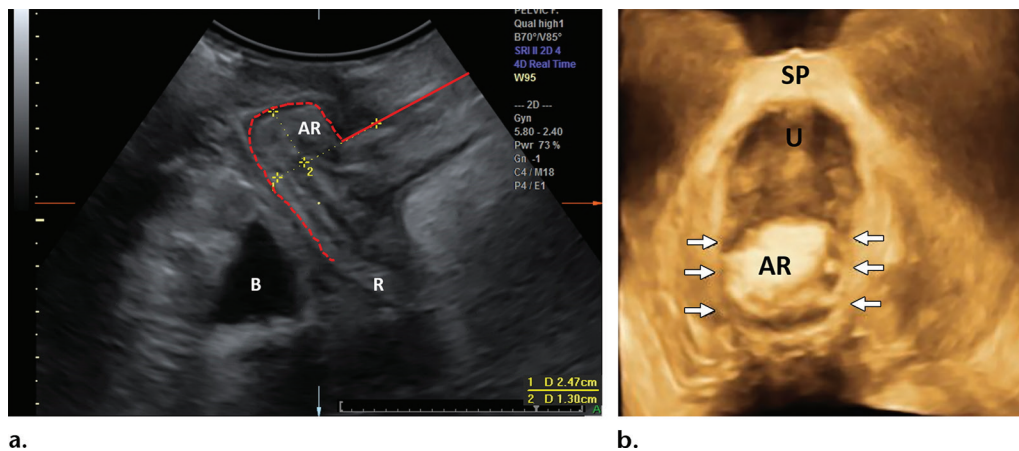 PELVIC F.
Qual high1
B70°/V85°
SRI II 2D 4
4D Real Time
W95
--- 2D ---
Gyn
5.80 - 2.40
Pwr 73 %
Gn -1
C4 / M18
P4 / E1
AR
1
2
B
R
1 D 2.47cm
2 D 1.30cm
A
a.
SP
U
AR
b.